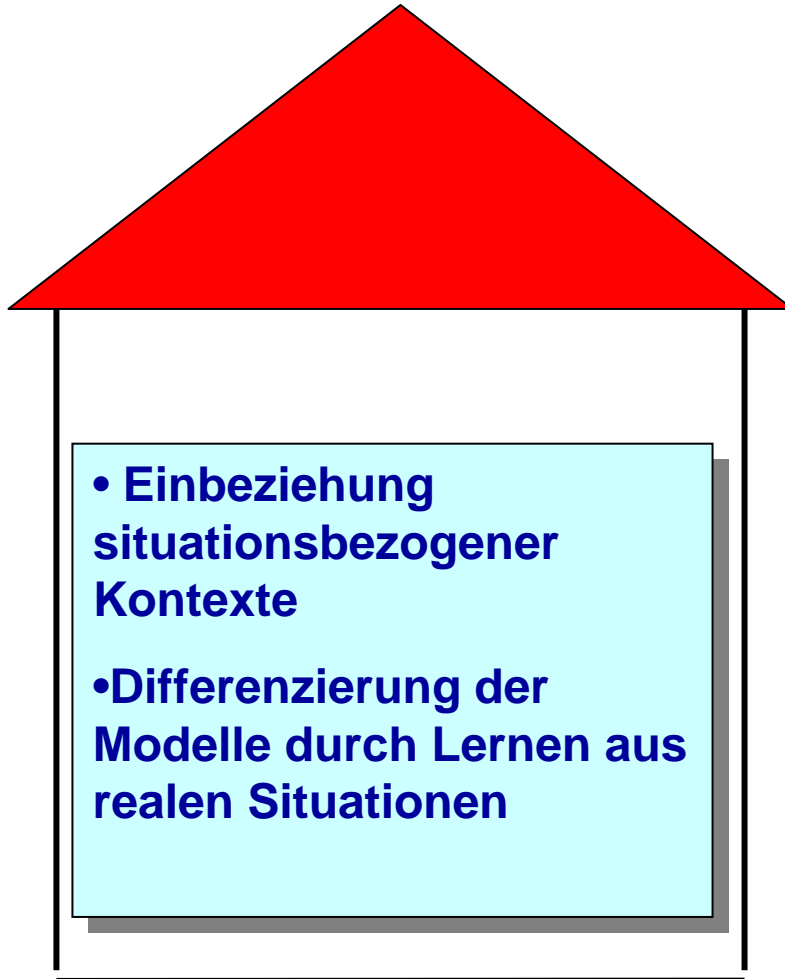 • Einbeziehung
situationsbezogener
Kontexte
•Differenzierung der
Modelle durch Lernen aus
realen Situationen